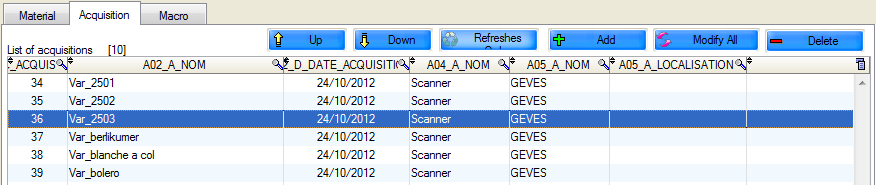 Material Acquisition Macro
List of acquisitions [10] Up Down Refreshes Add Modify All Delete
_ACQUIS A02_A_NOM _D_DATE_ACQUISITI A04_A_NOM A05_A_NOM A05_A_LOCALISATION
34 Var_2501 24/10/2012 Scanner GEVES
35 Var_2502 24/10/2012 Scanner GEVES
36 Var_2503 24/10/2012 Scanner GEVES
37 Var_berlikumer 24/10/2012 Scanner GEVES
38 Var_blanche a col 24/10/2012 Scanner GEVES
39 Var_bolero 24/10/2012 Scanner GEVES